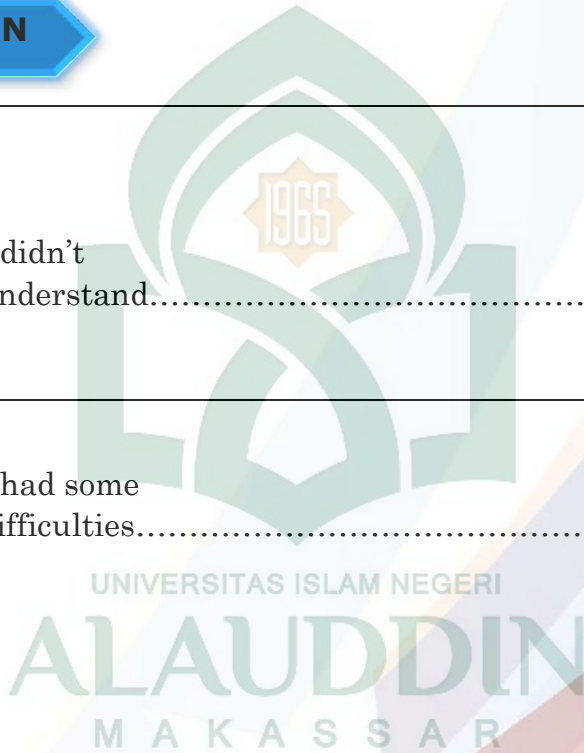 N
1965
didn't
nderstand……………………………………
had some
ifficulties……………………………………
UNIVERSITAS ISLAM NEGERI
ALAUDDIN
MAKASSAR